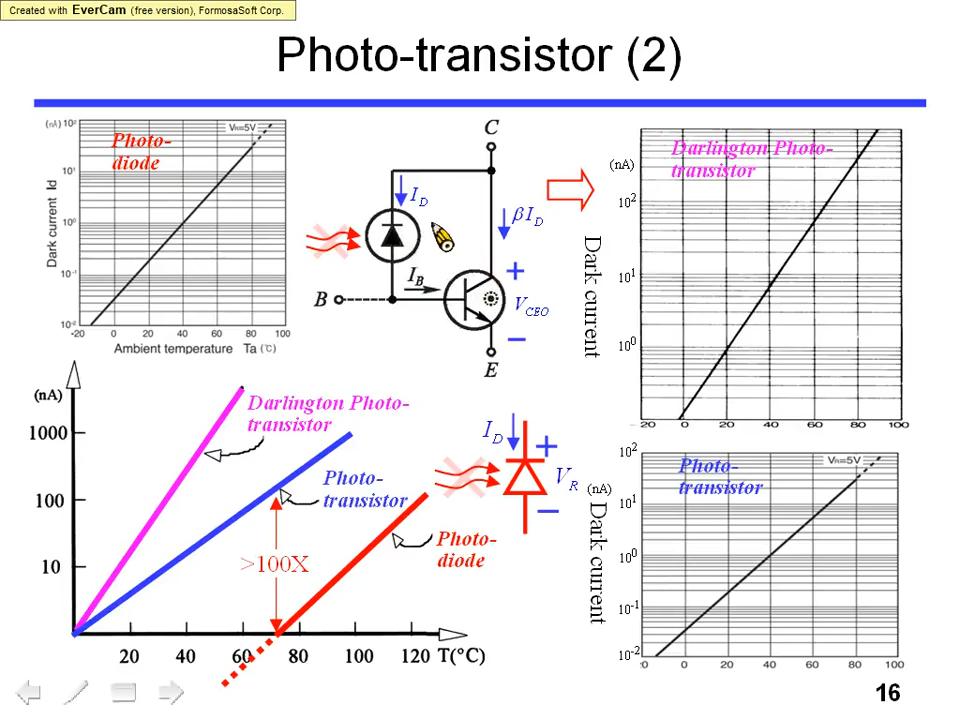 Created with EverCam (free version), FormosaSoft Corp.
Photo-transistor (2)
(nA) 10²
10¹
10⁰
10⁻¹
10⁻²
Dark current Id
VR=5V
Photo-
diode
-20 0 20 40 60 80 100
Ambient temperature Ta (℃)
C
I_D
βI_D
I_B
B
+
V_CEO
−
E
(nA)
10²
10¹
10⁰
Dark current
Darlington Photo-
transistor
20 0 20 40 60 80 100
(nA)
1000
100
10
Darlington Photo-
transistor
Photo-
transistor
Photo-
diode
>100X
20 40 60 80 100 120 T(°C)
I_D
+
V_R
−
10²
(nA)
10¹
10⁰
10⁻¹
10⁻²
Dark current
Photo-
transistor
VR=5V
0 0 20 40 60 80 100
16